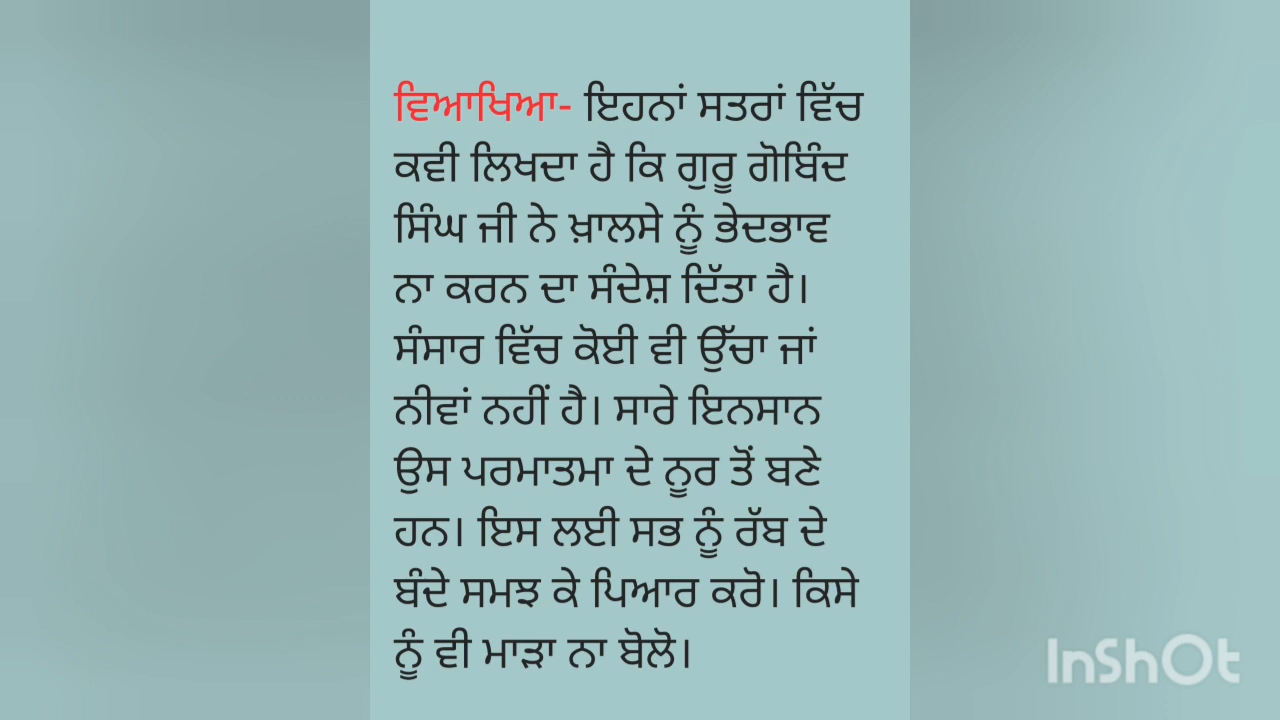 ਵਿਆਖਿਆ- ਇਹਨਾਂ ਸਤਰਾਂ ਵਿੱਚ
ਕਵੀ ਲਿਖਦਾ ਹੈ ਕਿ ਗੁਰੂ ਗੋਬਿੰਦ
ਸਿੰਘ ਜੀ ਨੇ ਖ਼ਾਲਸੇ ਨੂੰ ਭੇਦਭਾਵ
ਨਾ ਕਰਨ ਦਾ ਸੰਦੇਸ਼ ਦਿੱਤਾ ਹੈ।
ਸੰਸਾਰ ਵਿੱਚ ਕੋਈ ਵੀ ਉੱਚਾ ਜਾਂ
ਨੀਵਾਂ ਨਹੀਂ ਹੈ। ਸਾਰੇ ਇਨਸਾਨ
ਉਸ ਪਰਮਾਤਮਾ ਦੇ ਨੂਰ ਤੋਂ ਬਣੇ
ਹਨ। ਇਸ ਲਈ ਸਭ ਨੂੰ ਰੱਬ ਦੇ
ਬੰਦੇ ਸਮਝ ਕੇ ਪਿਆਰ ਕਰੋ। ਕਿਸੇ
ਨੂੰ ਵੀ ਮਾੜਾ ਨਾ ਬੋਲੋ।
InShOt